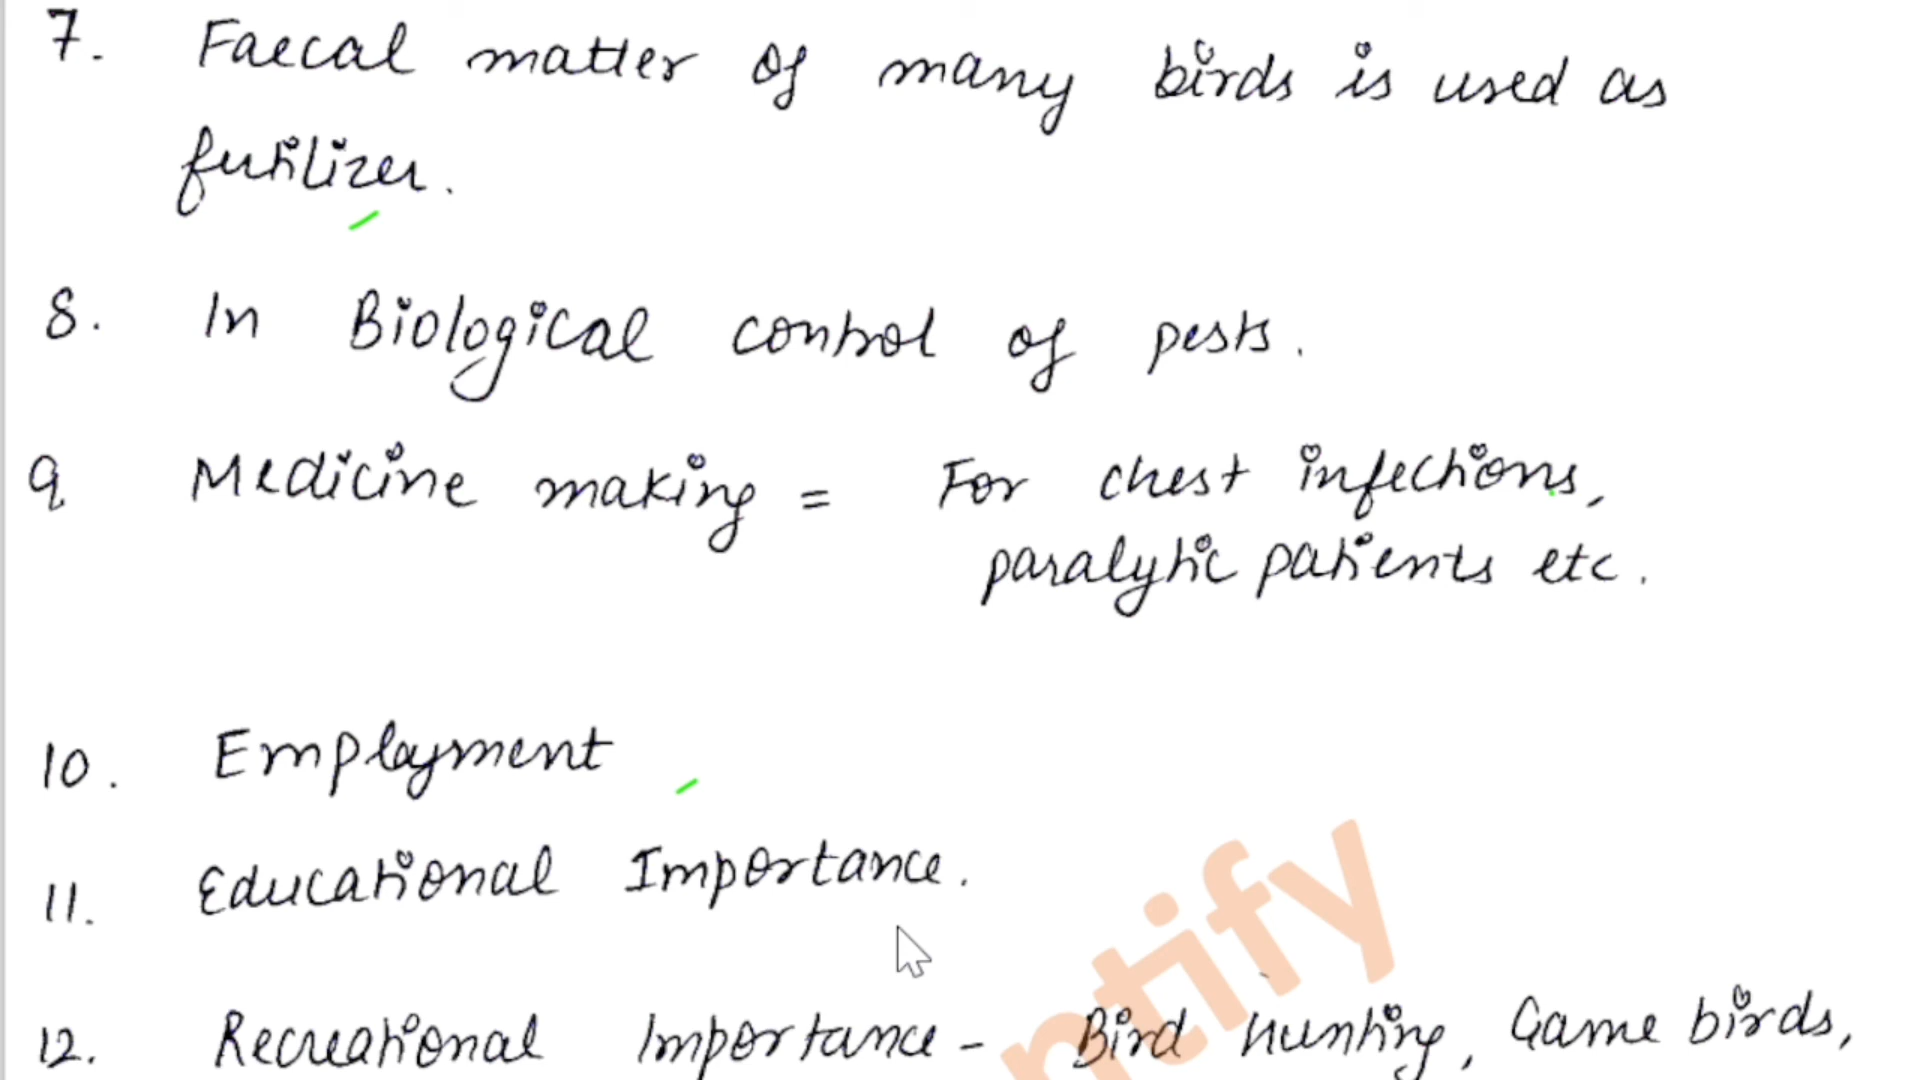 7. Faecal matter of many birds is used as
fertilizer.
8. In Biological control of pests.
9 Medicine making = For chest infections,
paralytic patients etc.
10. Employment
11. Educational Importance.
12. Recreational Importance - Bird hunting, Game birds,
ntify